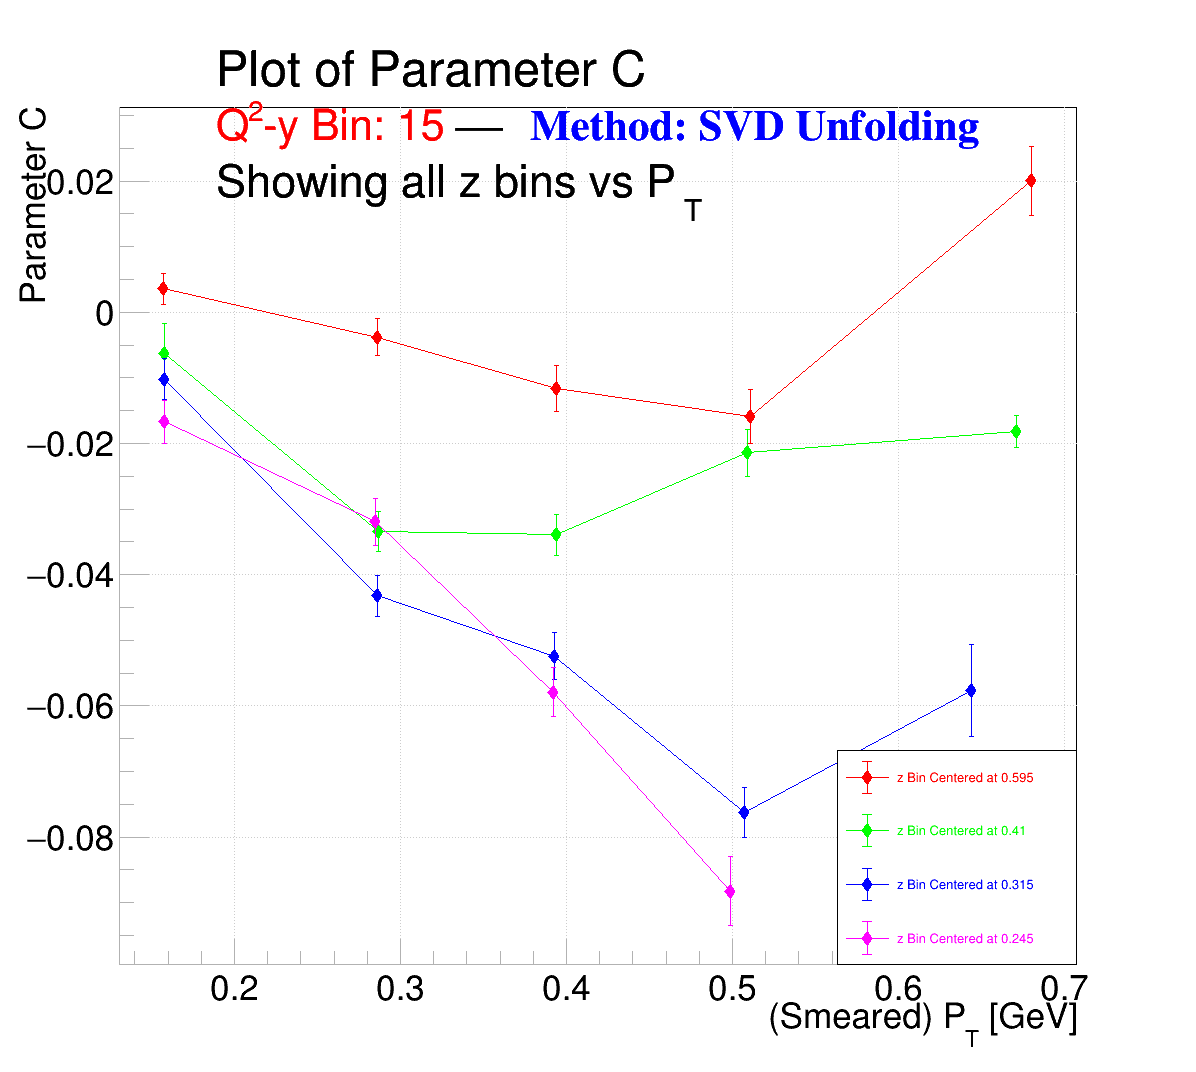 Plot of Parameter C
Q²-y Bin: 15 — Method: SVD Unfolding
Showing all z bins vs P_T
Parameter C
0.02
0
−0.02
−0.04
−0.06
−0.08
z Bin Centered at 0.595
z Bin Centered at 0.41
z Bin Centered at 0.315
z Bin Centered at 0.245
0.2 0.3 0.4 0.5 0.6 0.7
(Smeared) P_T [GeV]